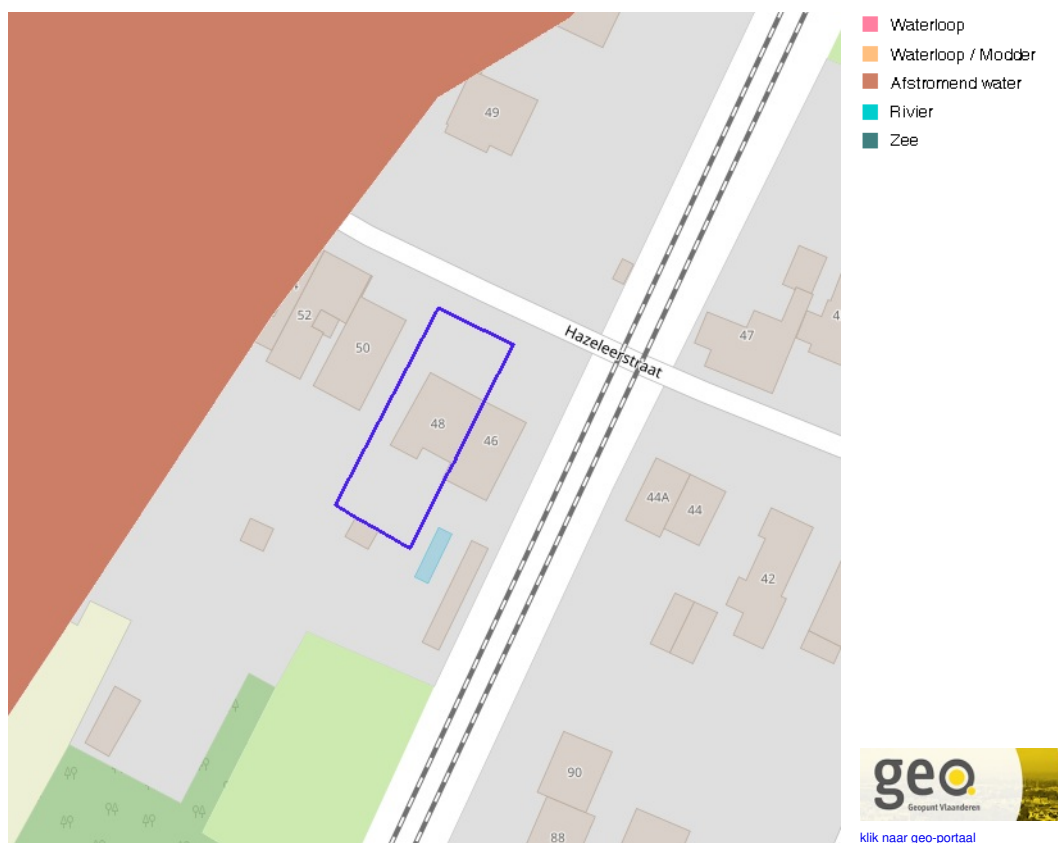 Waterloop
Waterloop / Modder
Afstromend water
Rivier
Zee
49
52
50
Hazeleerstraat
47
48
46
44A
44
42
90
88
geo
Geopunt Vlaanderen
klik naar geo-portaal